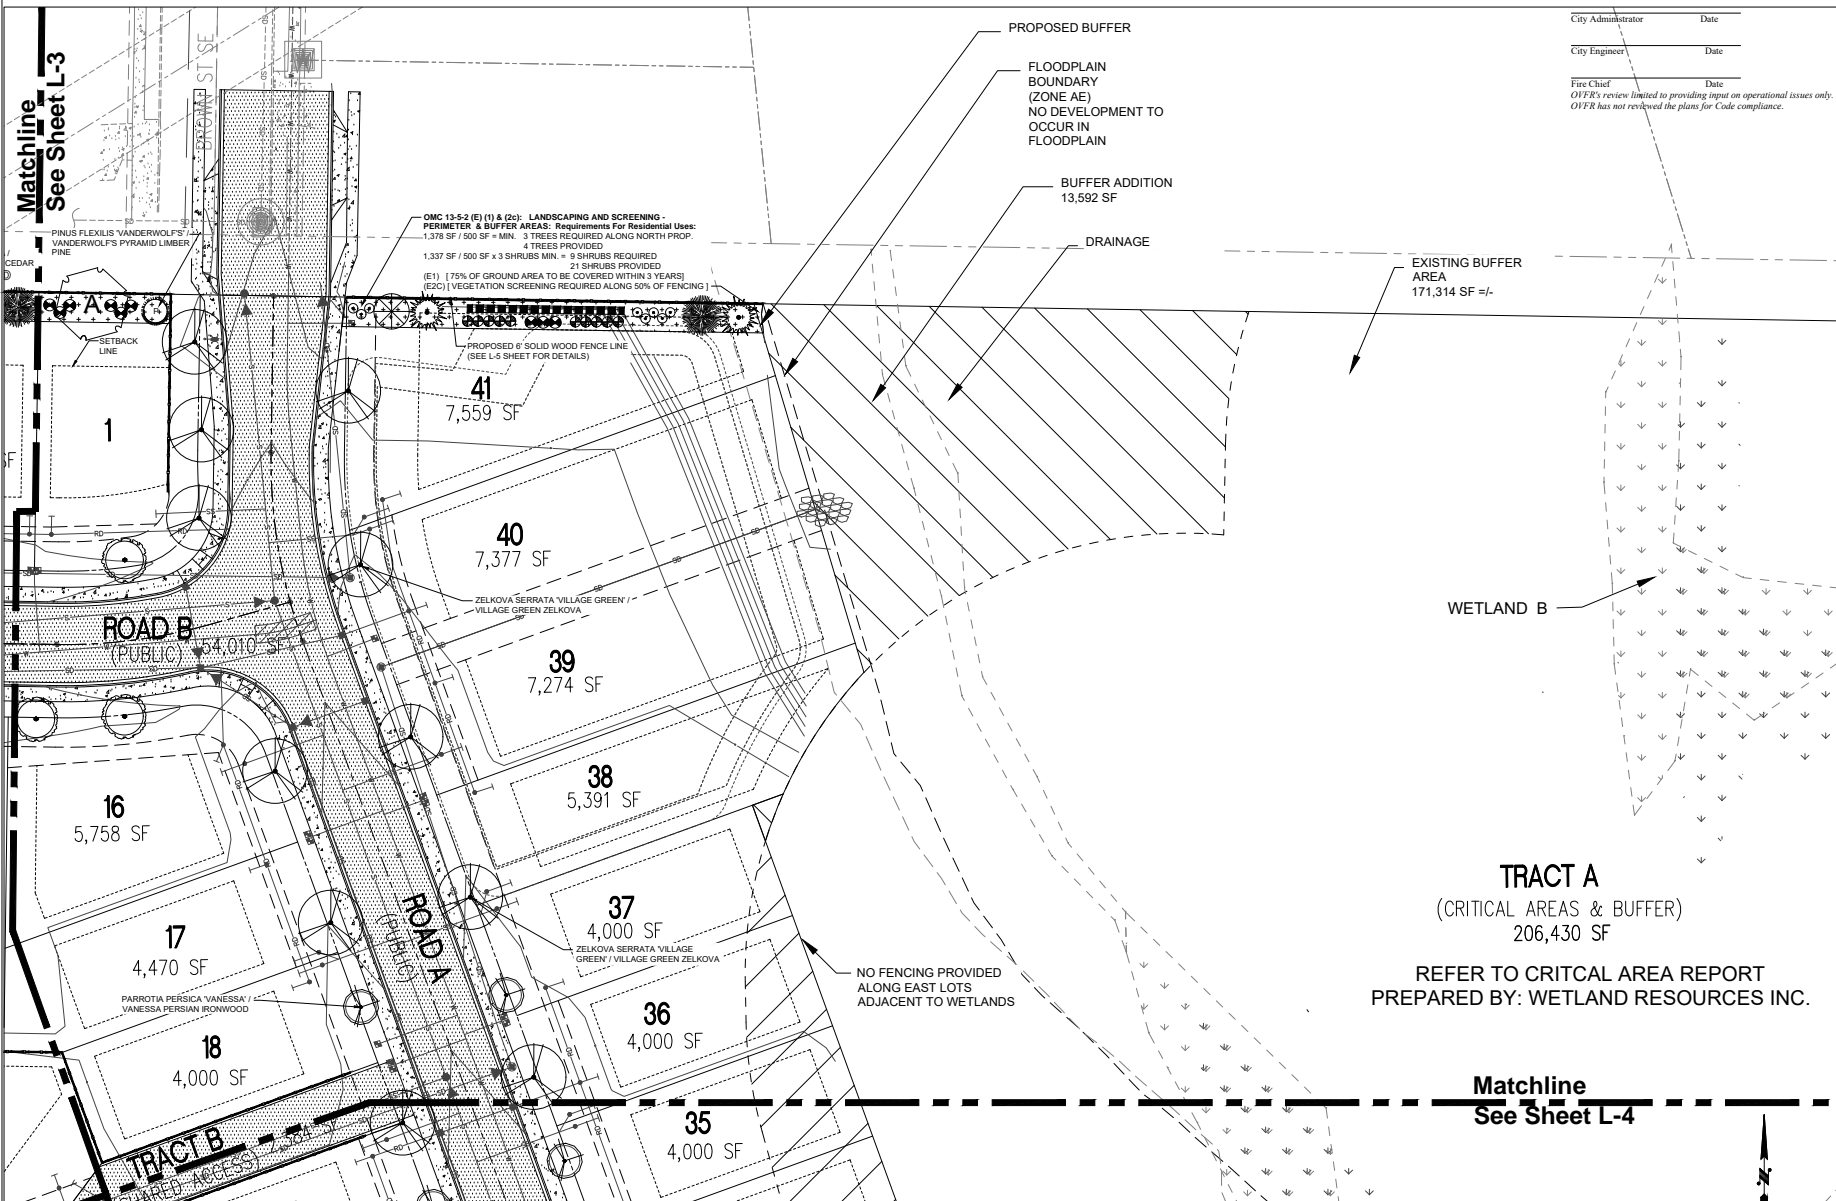 Matchline
See Sheet L-3
BROWN ST SE
City Administrator Date
City Engineer Date
Fire Chief Date
OVFR's review limited to providing input on operational issues only.
OVFR has not reviewed the plans for Code compliance.
PROPOSED BUFFER
FLOODPLAIN
BOUNDARY
(ZONE AE)
NO DEVELOPMENT TO
OCCUR IN
FLOODPLAIN
BUFFER ADDITION
13,592 SF
DRAINAGE
EXISTING BUFFER
AREA
171,314 SF =/-
PINUS FLEXILIS 'VANDERWOLF'S' /
VANDERWOLF'S PYRAMID LIMBER
PINE
CEDAR
OMC 13-5-2 (E) (1) & (2c): LANDSCAPING AND SCREENING -
PERIMETER & BUFFER AREAS: Requirements For Residential Uses:
1,378 SF / 500 SF = MIN. 3 TREES REQUIRED ALONG NORTH PROP.
4 TREES PROVIDED
1,337 SF / 500 SF x 3 SHRUBS MIN. = 9 SHRUBS REQUIRED
21 SHRUBS PROVIDED
(E1) [ 75% OF GROUND AREA TO BE COVERED WITHIN 3 YEARS]
(E2C) [ VEGETATION SCREENING REQUIRED ALONG 50% OF FENCING ]
A
SETBACK
LINE
PROPOSED 6' SOLID WOOD FENCE LINE
(SEE L-5 SHEET FOR DETAILS)
1
SF
41
7,559 SF
40
7,377 SF
ZELKOVA SERRATA 'VILLAGE GREEN' /
VILLAGE GREEN ZELKOVA
ROAD B
(PUBLIC) 54,010 SF
39
7,274 SF
WETLAND B
38
5,391 SF
16
5,758 SF
37
4,000 SF
ZELKOVA SERRATA 'VILLAGE
GREEN' / VILLAGE GREEN ZELKOVA
ROAD A
(PUBLIC)
17
4,470 SF
PARROTIA PERSICA 'VANESSA' /
VANESSA PERSIAN IRONWOOD
18
4,000 SF
36
4,000 SF
NO FENCING PROVIDED
ALONG EAST LOTS
ADJACENT TO WETLANDS
TRACT A
(CRITICAL AREAS & BUFFER)
206,430 SF
REFER TO CRITCAL AREA REPORT
PREPARED BY: WETLAND RESOURCES INC.
Matchline
See Sheet L-4
35
4,000 SF
TRACT B
(SHARED ACCESS)